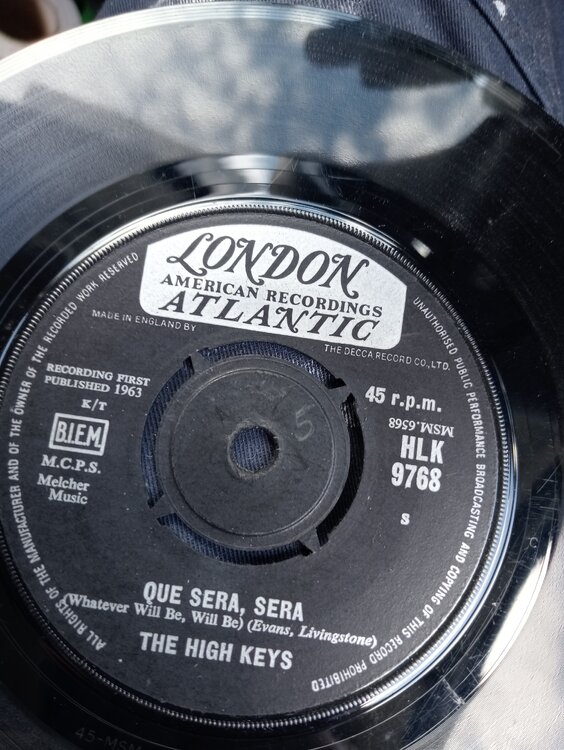 LONDON
AMERICAN RECORDINGS
ATLANTIC
MADE IN ENGLAND BY
THE DECCA RECORD CO., LTD.
ALL RIGHTS OF THE MANUFACTURER AND OF THE OWNER OF THE RECORDED WORK RESERVED
UNAUTHORISED PUBLIC PERFORMANCE BROADCASTING AND COPYING OF THIS RECORD PROHIBITED
RECORDING FIRST
PUBLISHED 1963
K/T
B.I.E.M
M.C.P.S.
Melcher
Music
45 r.p.m.
MSM.6568
HLK
9768
S
5
QUE SERA, SERA
(Whatever Will Be, Will Be) (Evans, Livingstone)
THE HIGH KEYS
45-MSM